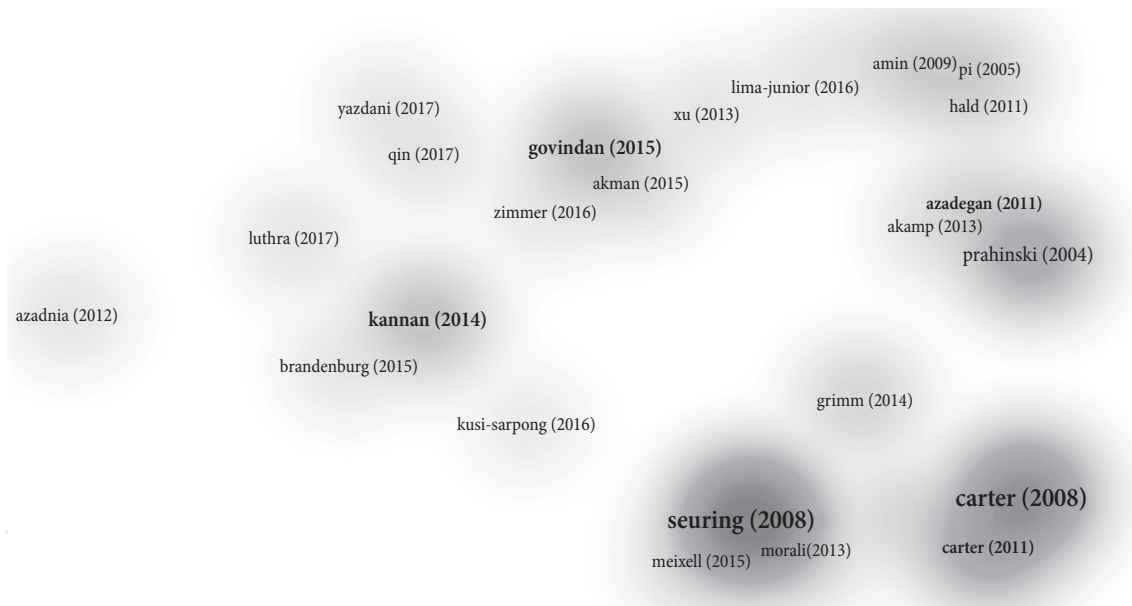 amin (2009)
pi (2005)
lima-junior (2016)
yazdani (2017)
hald (2011)
xu (2013)
govindan (2015)
qin (2017)
akman (2015)
azadegan (2011)
zimmer (2016)
akamp (2013)
luthra (2017)
prahinski (2004)
azadnia (2012)
kannan (2014)
brandenburg (2015)
grimm (2014)
kusi-sarpong (2016)
carter (2008)
seuring (2008)
carter (2011)
morali(2013)
meixell (2015)